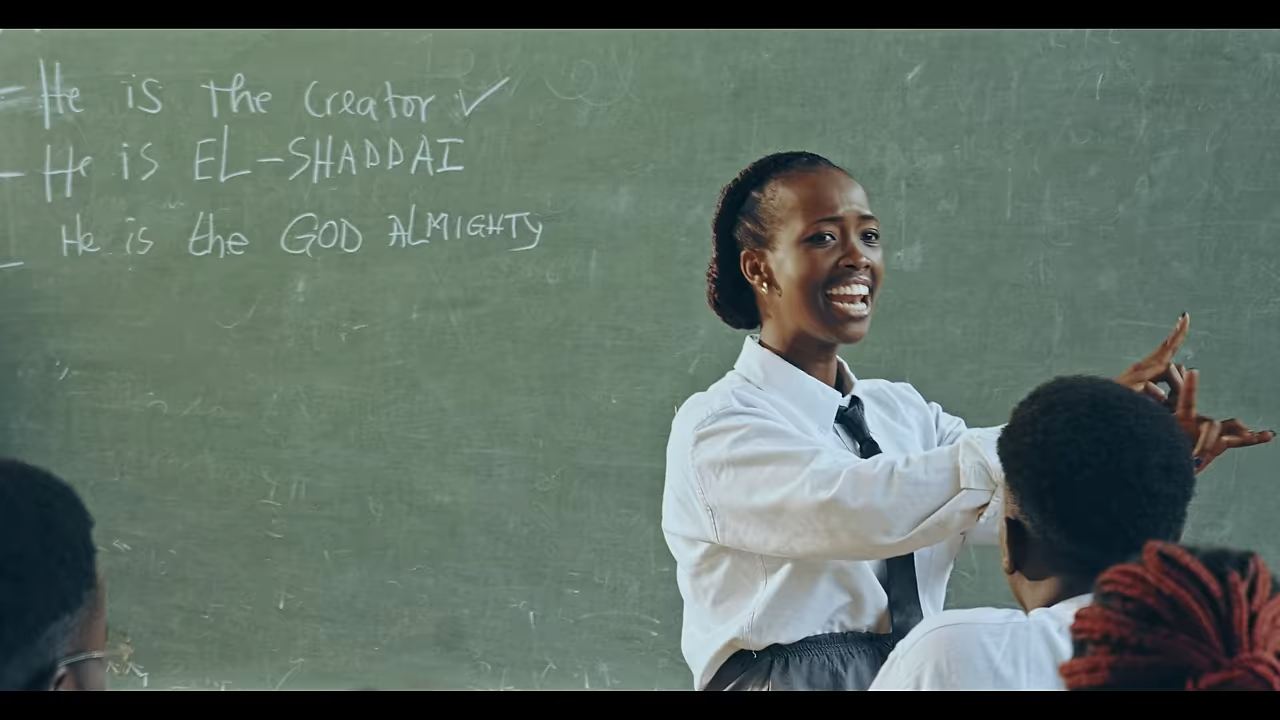 - He is The Creator ✓
- He is EL-SHADDAI
- He is the GOD ALMIGHTY